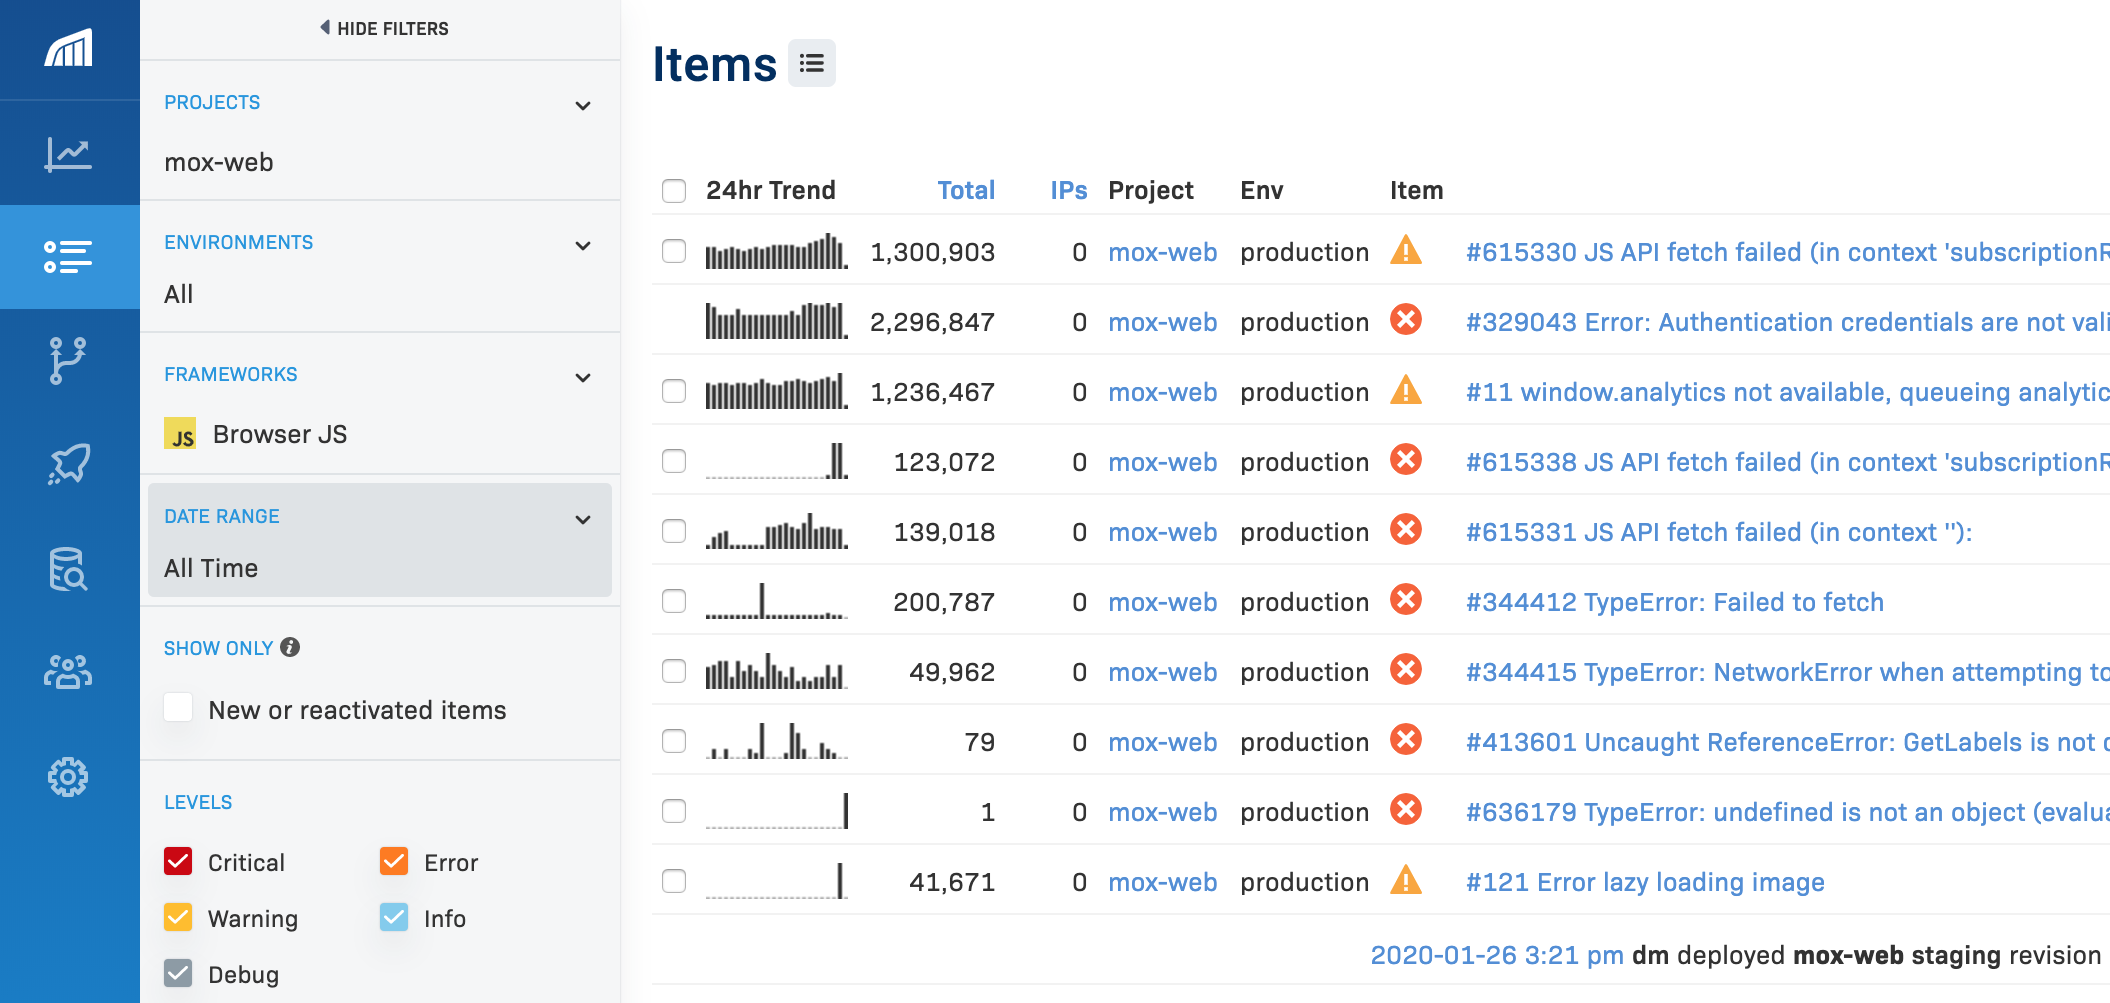 HIDE FILTERS
PROJECTS
mox-web
ENVIRONMENTS
All
FRAMEWORKS
JS Browser JS
DATE RANGE
All Time
SHOW ONLY
New or reactivated items
LEVELS
Critical Error
Warning Info
Debug
Items
24hr Trend Total IPs Project Env Item
1,300,903 0 mox-web production #615330 JS API fetch failed (in context 'subscriptionR
2,296,847 0 mox-web production #329043 Error: Authentication credentials are not vali
1,236,467 0 mox-web production #11 window.analytics not available, queueing analytic
123,072 0 mox-web production #615338 JS API fetch failed (in context 'subscriptionR
139,018 0 mox-web production #615331 JS API fetch failed (in context ''):
200,787 0 mox-web production #344412 TypeError: Failed to fetch
49,962 0 mox-web production #344415 TypeError: NetworkError when attempting to
79 0 mox-web production #413601 Uncaught ReferenceError: GetLabels is not
1 0 mox-web production #636179 TypeError: undefined is not an object (evalua
41,671 0 mox-web production #121 Error lazy loading image
2020-01-26 3:21 pm dm deployed mox-web staging revision